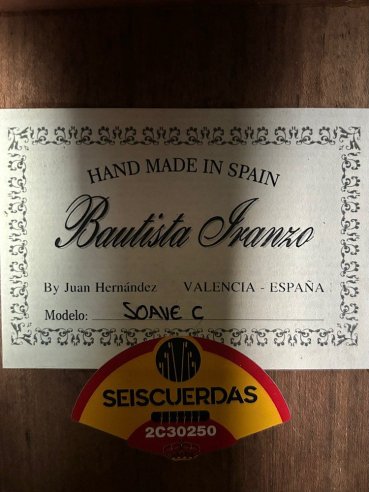 HAND MADE IN SPAIN
Bautista Iranzo
By Juan Hernández VALENCIA - ESPAÑA
Modelo: SOAVE C
SEISCUERDAS
2C30250